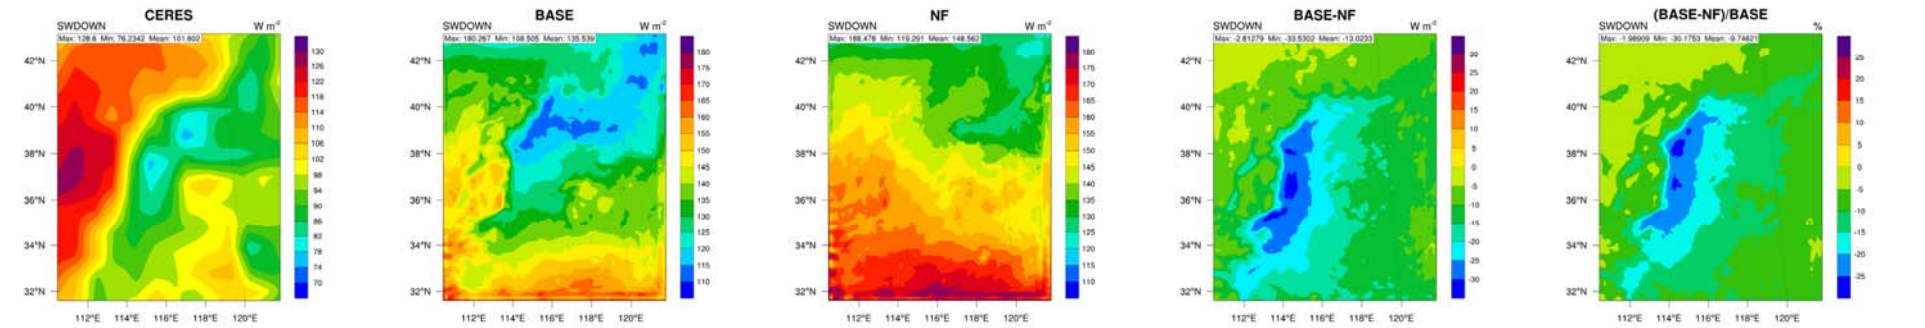 CERES
SWDOWN W m-2
Max: 128.6 Min: 76.2342 Mean: 101.602
42°N
40°N
38°N
36°N
34°N
32°N
112°E 114°E 116°E 118°E 120°E
130
126
122
118
114
110
106
102
98
94
90
86
82
78
74
70
BASE
SWDOWN W m-2
Max: 180.267 Min: 108.505 Mean: 135.539
42°N
40°N
38°N
36°N
34°N
32°N
112°E 114°E 116°E 118°E 120°E
180
175
170
165
160
155
150
145
140
135
130
125
120
115
110
NF
SWDOWN W m-2
Max: 188.478 Min: 119.291 Mean: 148.562
42°N
40°N
38°N
36°N
34°N
32°N
112°E 114°E 116°E 118°E 120°E
180
175
170
165
160
155
150
145
140
135
130
125
120
115
110
BASE-NF
SWDOWN W m-2
Max: -2.81279 Min: -33.5302 Mean: -13.0233
42°N
40°N
38°N
36°N
34°N
32°N
112°E 114°E 116°E 118°E 120°E
30
25
20
15
10
5
0
-5
-10
-15
-20
-25
-30
(BASE-NF)/BASE
SWDOWN %
Max: -1.98909 Min: -30.1753 Mean: -9.74621
42°N
40°N
38°N
36°N
34°N
32°N
112°E 114°E 116°E 118°E 120°E
25
20
15
10
5
0
-5
-10
-15
-20
-25